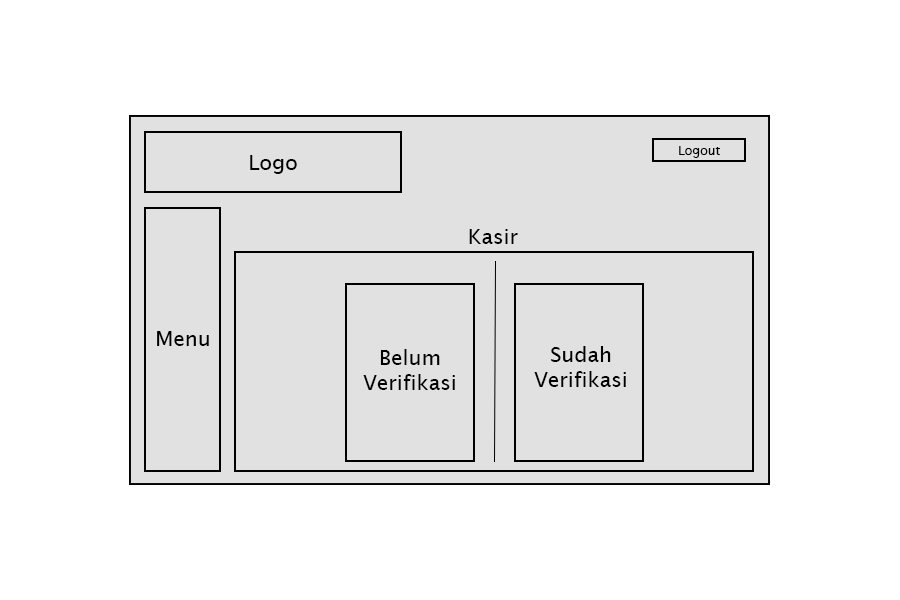 Logo
Logout
Kasir
Menu
Belum
Verifikasi
Sudah
Verifikasi